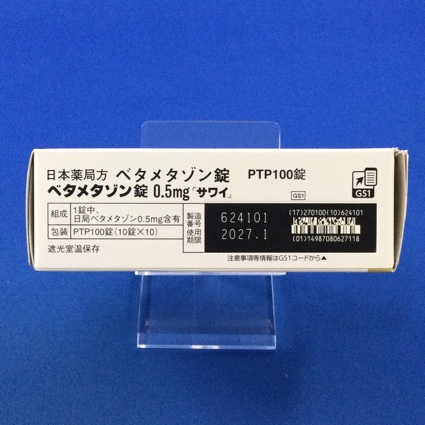 日本薬局方 ベタメタゾン錠 PTP100錠
ベタメタゾン錠 0.5mg「サワイ」 GS1
GS1
組成 1錠中、
日局ベタメタゾン0.5mg含有
包装 PTP100錠(10錠×10)
遮光室温保存
製造番号 624101
使用期限 2027.1
(17)270100(10)624101
(01)14987080627118
注意事項等情報はGS1コードから▲